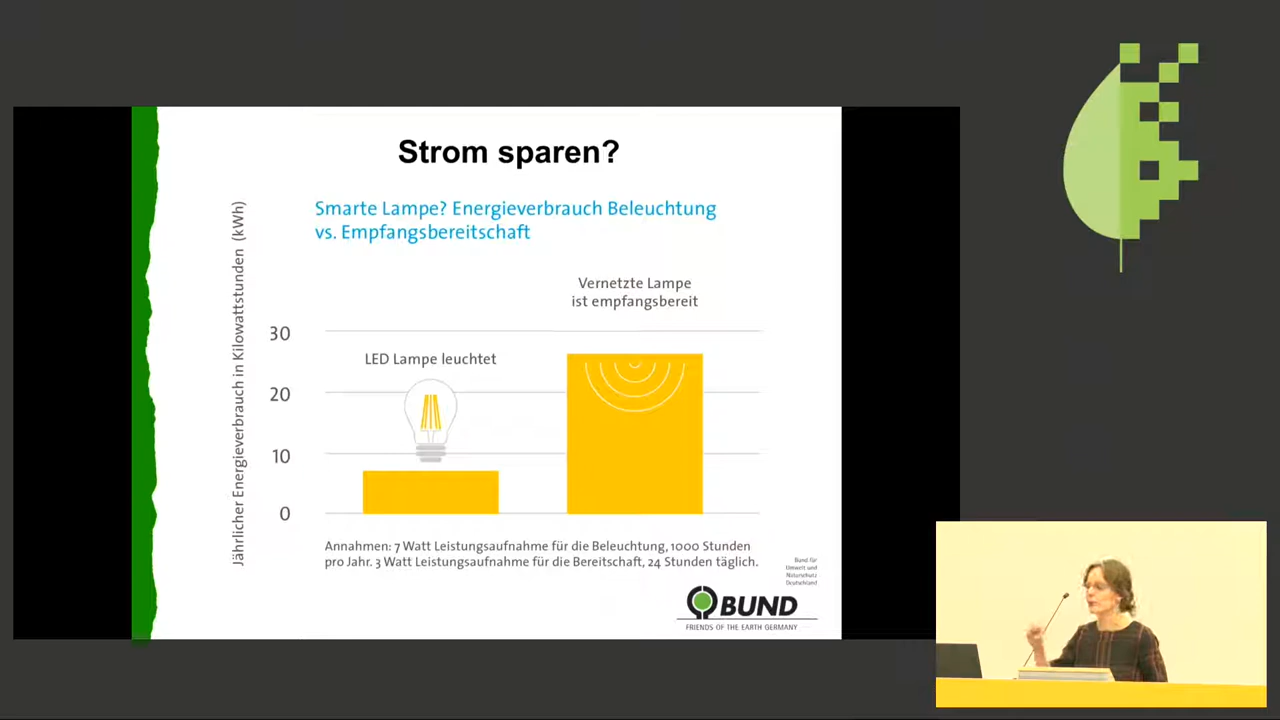 Strom sparen?
Smarte Lampe? Energieverbrauch Beleuchtung
vs. Empfangsbereitschaft
Jährlicher Energieverbrauch in Kilowattstunden (kWh)
Vernetzte Lampe
ist empfangsbereit
30
LED Lampe leuchtet
20
10
0
Annahmen: 7 Watt Leistungsaufnahme für die Beleuchtung, 1000 Stunden
pro Jahr. 3 Watt Leistungsaufnahme für die Bereitschaft, 24 Stunden täglich.
Bund für
Umwelt und
Naturschutz
Deutschland
BUND
FRIENDS OF THE EARTH GERMANY